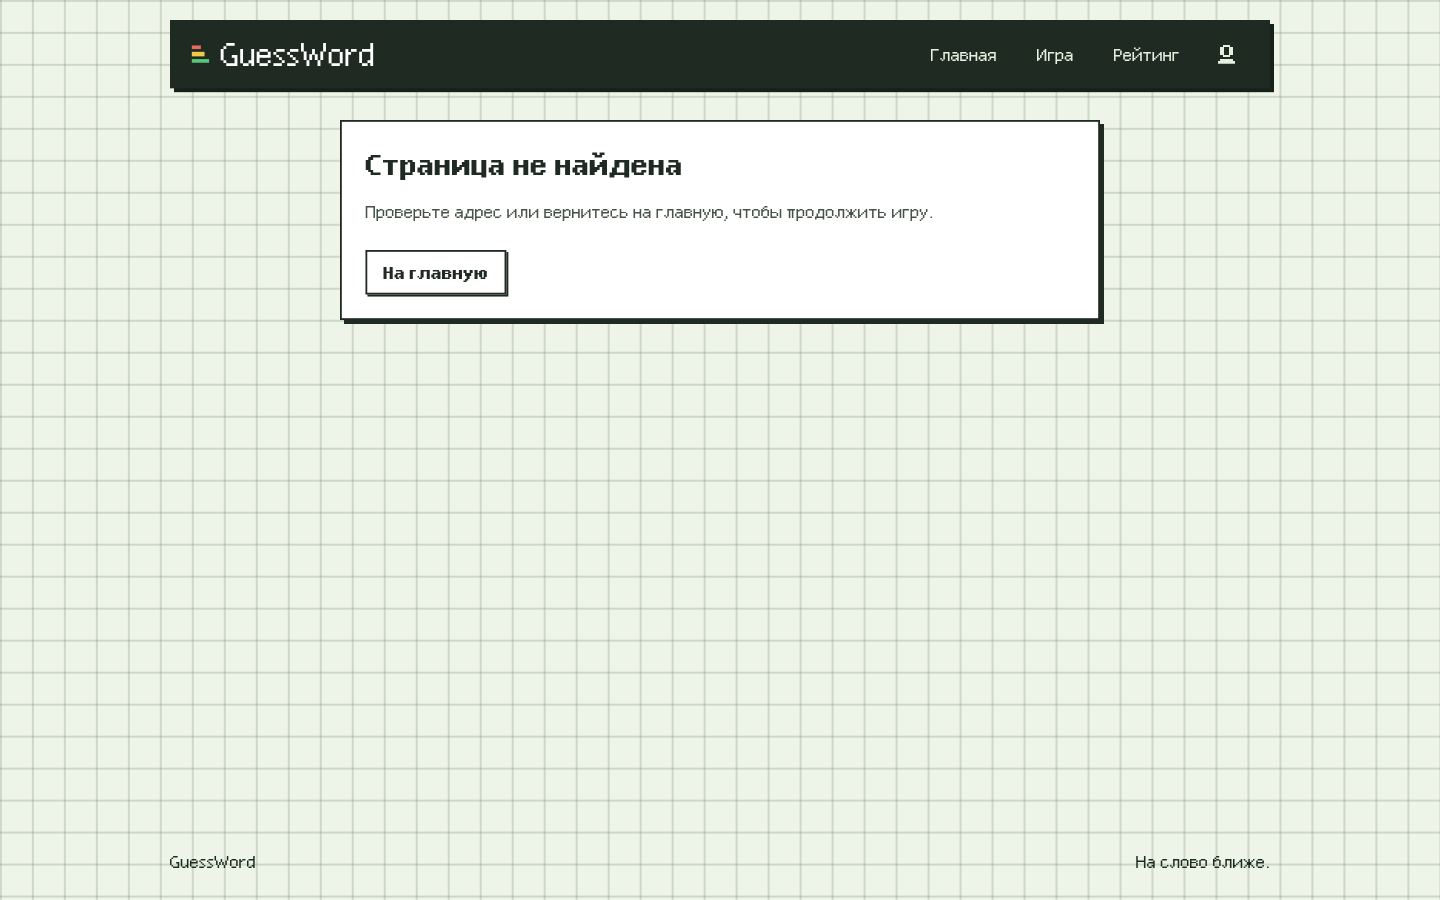 GuessWord
Главная
Игра
Рейтинг
Страница не найдена
Проверьте адрес или вернитесь на главную, чтобы продолжить игру.
На главную
GuessWord
На слово ближе.